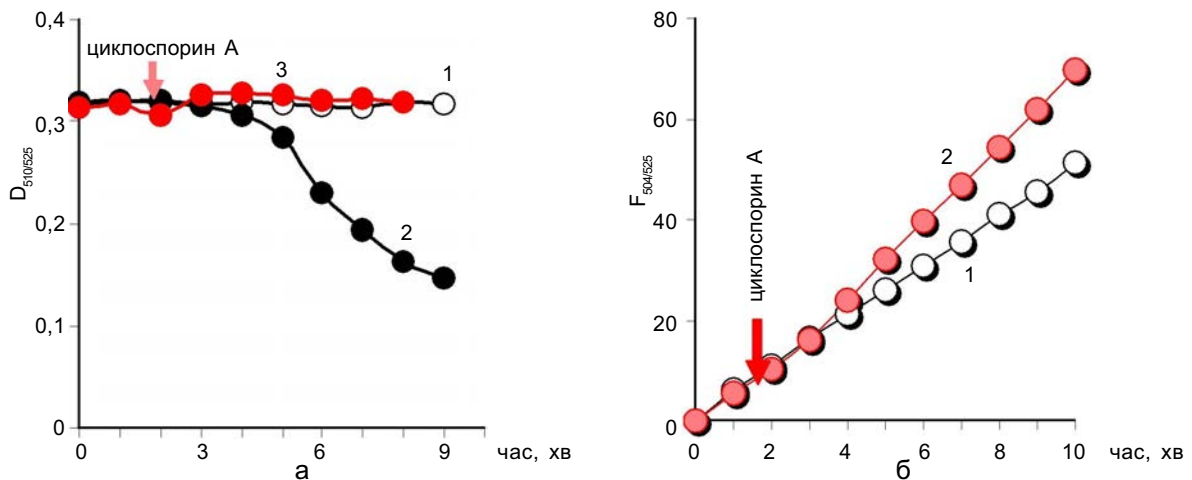 0,4
0,3
0,2
0,1
0
D510/525
циклоспорин А
3
1
2
0 3 6 9 час, хв
а
80
60
40
20
0
F504/525
циклоспорин А
2
1
0 2 4 6 8 10 час, хв
б